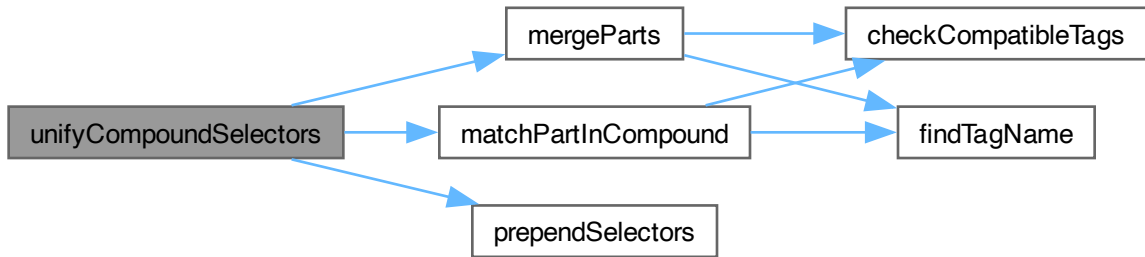 unifyCompoundSelectors
mergeParts
matchPartInCompound
prependSelectors
checkCompatibleTags
findTagName